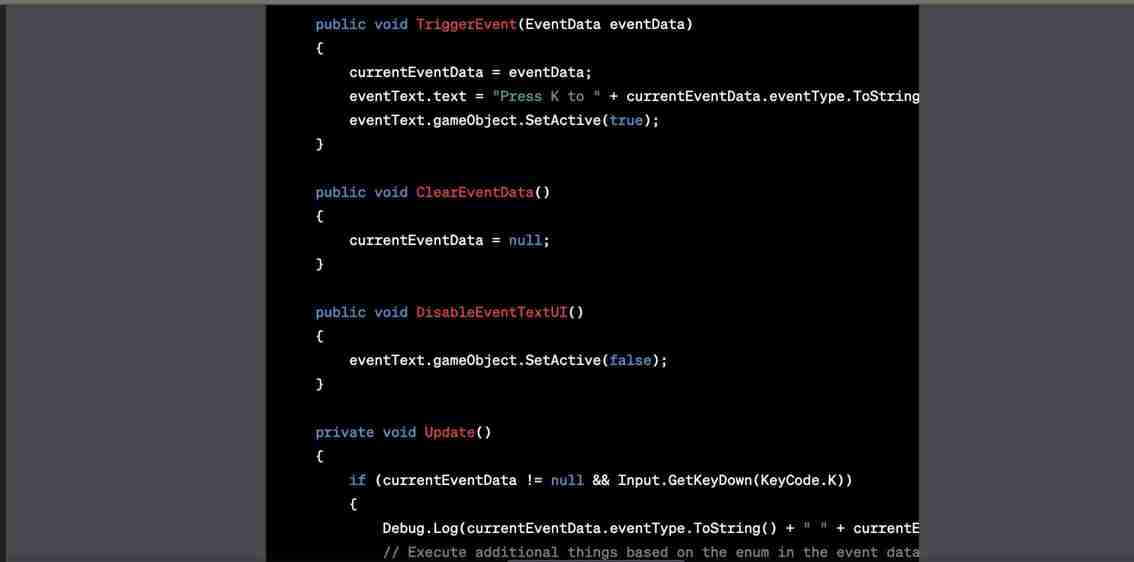 public void TriggerEvent(EventData eventData)
{
currentEventData = eventData;
eventText.text = "Press K to " + currentEventData.eventType.ToString
eventText.gameObject.SetActive(true);
}
public void ClearEventData()
{
currentEventData = null;
}
public void DisableEventTextUI()
{
eventText.gameObject.SetActive(false);
}
private void Update()
{
if (currentEventData != null && Input.GetKeyDown(KeyCode.K))
{
Debug.Log(currentEventData.eventType.ToString() + " " + currentE
// Execute additional things based on the enum in the event data